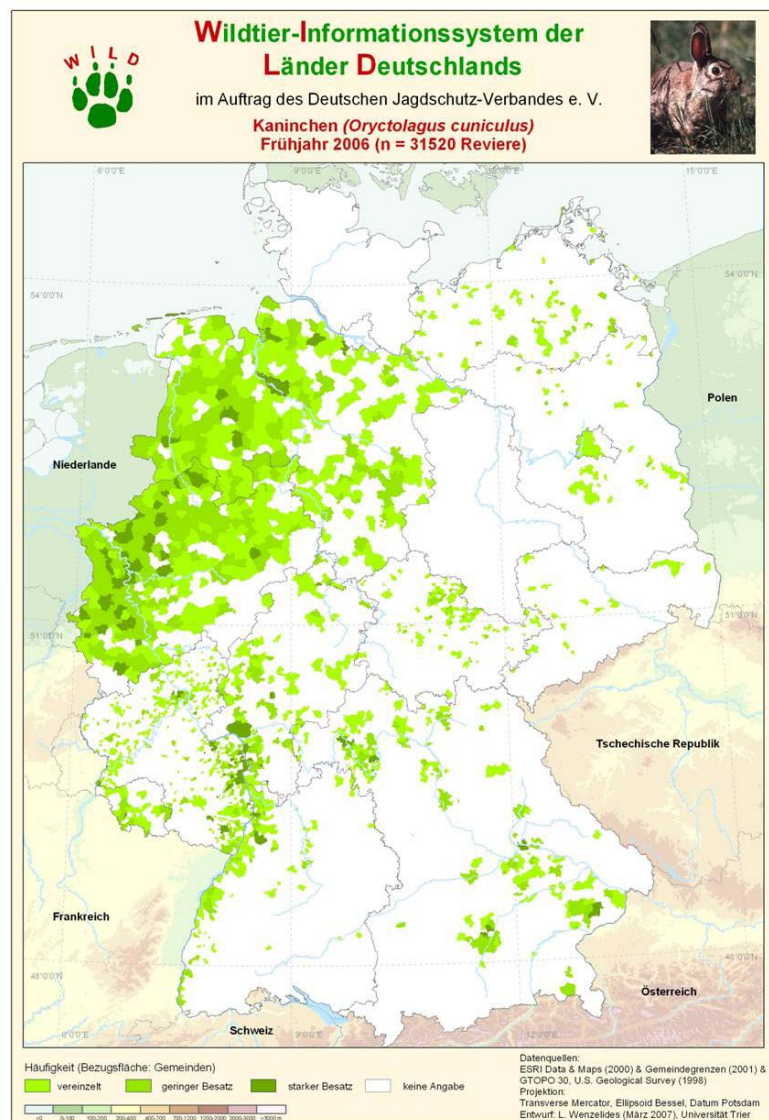 WILD
Wildtier-Informationssystem der
Länder Deutschlands
im Auftrag des Deutschen Jagdschutz-Verbandes e. V.
Kaninchen (Oryctolagus cuniculus)
Frühjahr 2006 (n = 31520 Reviere)
6°0'0"E 9°0'0"E 15°0'0"E
54°0'0"N 54°0'0"N
Polen
Niederlande
51°0'0"N 51°0'0"N
Tschechische Republik
Frankreich
48°0'0"N 48°0'0"N
Österreich
6°0'0"E 9°0'0"E 12°0'0"E
Schweiz
Häufigkeit (Bezugsfläche: Gemeinden)
vereinzelt geringer Besatz starker Besatz keine Angabe
Datenquellen:
ESRI Data & Maps (2000) & Gemeindegrenzen (2001) &
GTOPO 30, U.S. Geological Survey (1998)
Projektion:
Transverse Mercator, Ellipsoid Bessel, Datum Potsdam
Entwurf: L. Wenzelides (März 2007), Universität Trier